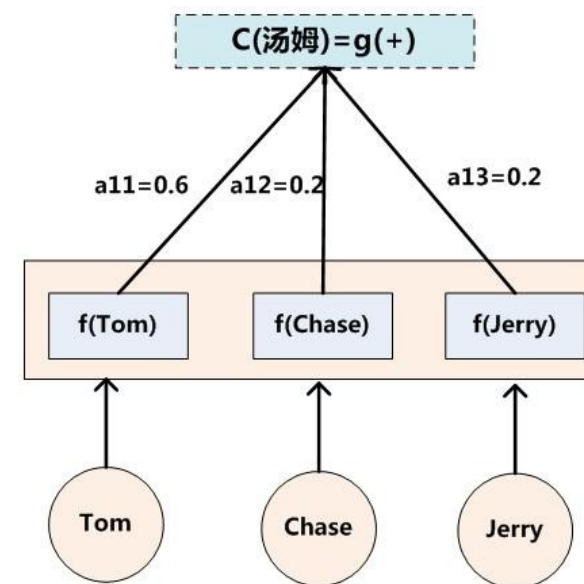 C(汤姆)=g(+)
a11=0.6
a12=0.2
a13=0.2
f(Tom)
f(Chase)
f(Jerry)
Tom
Chase
Jerry